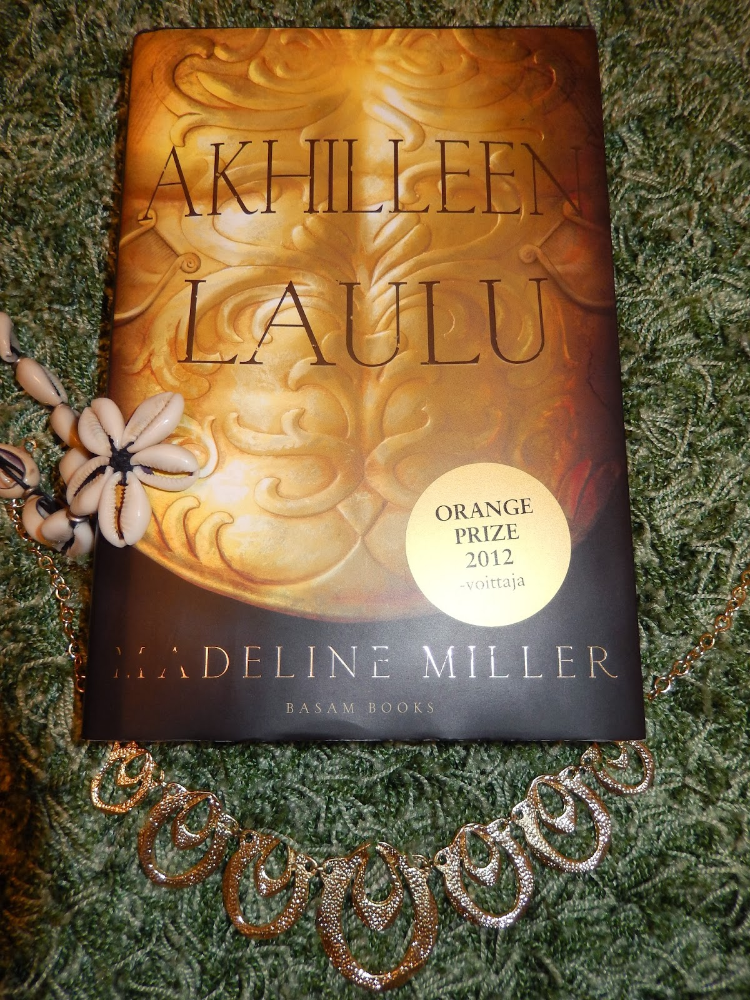 AKHILLEEN
LAULU
ORANGE
PRIZE
2012
-voittaja
MADELINE MILLER
BASAM BOOKS